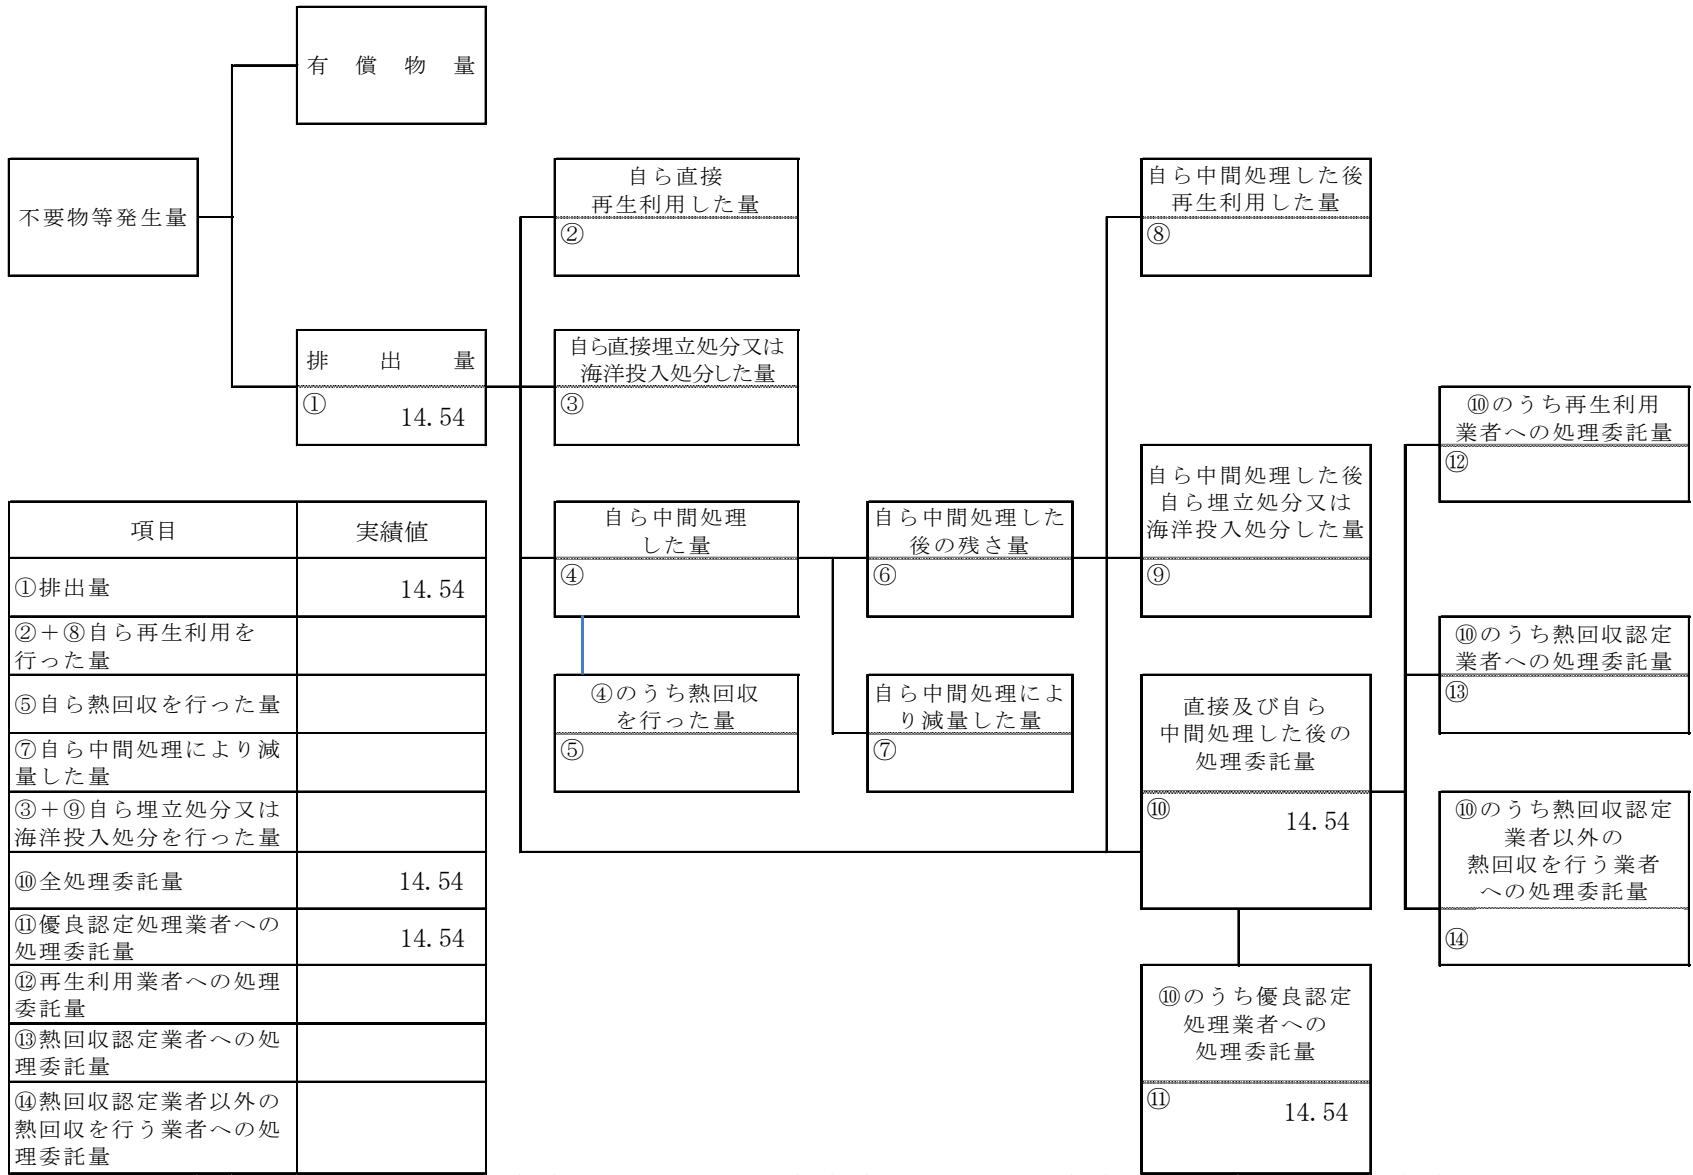 有償物量
不要物等発生量
自ら直接
再生利用した量
②
自ら中間処理した後
再生利用した量
⑧
排出量
①
14.54
自ら直接埋立処分又は
海洋投入処分した量
③
⑩のうち再生利用
業者への処理委託量
⑫
自ら中間処理
した量
④
自ら中間処理した
後の残さ量
⑥
自ら中間処理した後
自ら埋立処分又は
海洋投入処分した量
⑨
④のうち熱回収
を行った量
⑤
自ら中間処理によ
り減量した量
⑦
直接及び自ら
中間処理した後の
処理委託量
⑩
14.54
⑩のうち熱回収認定
業者への処理委託量
⑬
⑩のうち熱回収認定
業者以外の
熱回収を行う業者
への処理委託量
⑭
⑩のうち優良認定
処理業者への
処理委託量
⑪
14.54
項目 実績値
①排出量 14.54
②＋⑧自ら再生利用を
行った量
⑤自ら熱回収を行った量
⑦自ら中間処理により減
量した量
③＋⑨自ら埋立処分又は
海洋投入処分を行った量
⑩全処理委託量 14.54
⑪優良認定処理業者への
処理委託量 14.54
⑫再生利用業者への処理
委託量
⑬熱回収認定業者への処
理委託量
⑭熱回収認定業者以外の
熱回収を行う業者への処
理委託量